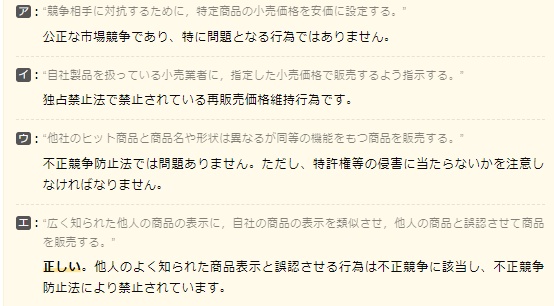 ア：“競争相手に対抗するために，特定商品の小売価格を安価に設定する。”
公正な市場競争であり、特に問題となる行為ではありません。
イ：“自社製品を扱っている小売業者に，指定した小売価格で販売するよう指示する。”
独占禁止法で禁止されている再販売価格維持行為です。
ウ：“他社のヒット商品と商品名や形状は異なるが同等の機能をもつ商品を販売する。”
不正競争防止法では問題ありません。ただし、特許権等の侵害に当たらないかを注意し
なければなりません。
エ：“広く知られた他人の商品の表示に，自社の商品の表示を類似させ，他人の商品と誤認させて商品
を販売する。”
正しい。他人のよく知られた商品表示と誤認させる行為は不正競争に該当し、不正競争
防止法により禁止されています。